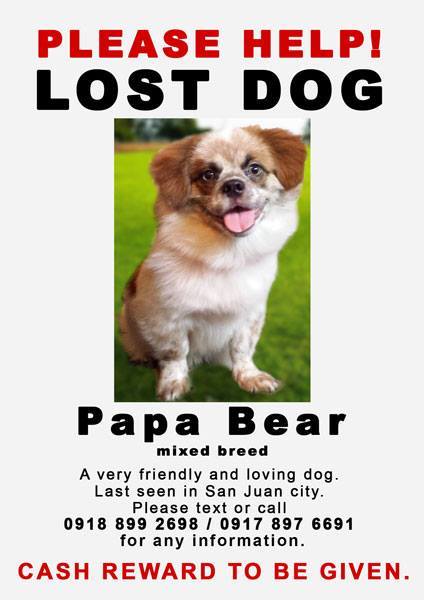 PLEASE HELP!
LOST DOG
Papa Bear
mixed breed
A very friendly and loving dog.
Last seen in San Juan city.
Please text or call
0918 899 2698 / 0917 897 6691
for any information.
CASH REWARD TO BE GIVEN.